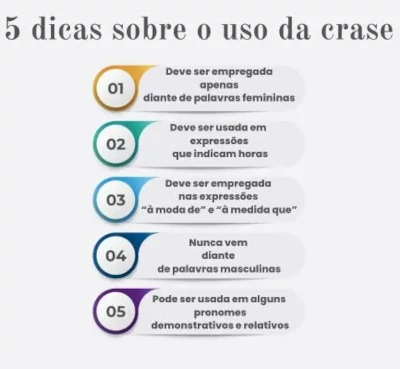 5 dicas sobre o uso da crase
01
Deve ser empregada
apenas
diante de palavras femininas
02
Deve ser usada em
expressões
que indicam horas
03
Deve ser empregada
nas expressões
“à moda de” e “à medida que”
04
Nunca vem
diante
de palavras masculinas
05
Pode ser usada em alguns
pronomes
demonstrativos e relativos